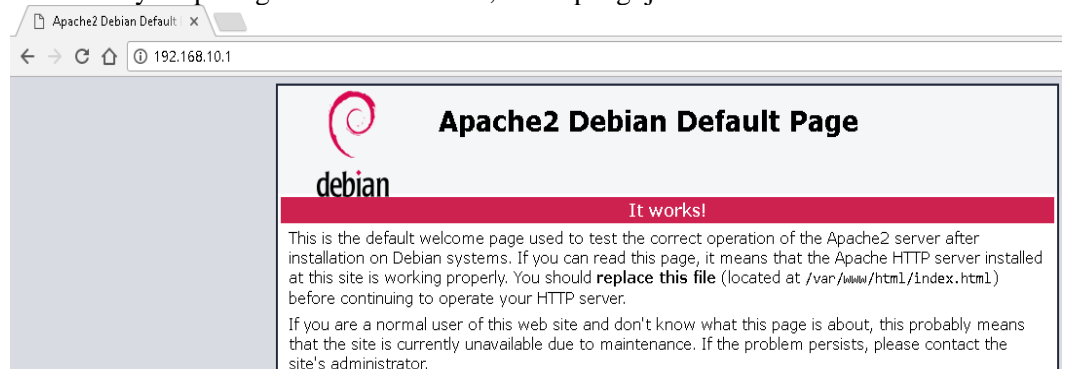 Apache2 Debian Default
192.168.10.1
Apache2 Debian Default Page
debian
It works!
This is the default welcome page used to test the correct operation of the Apache2 server after
installation on Debian systems. If you can read this page, it means that the Apache HTTP server installed
at this site is working properly. You should replace this file (located at /var/www/html/index.html)
before continuing to operate your HTTP server.
If you are a normal user of this web site and don't know what this page is about, this probably means
that the site is currently unavailable due to maintenance. If the problem persists, please contact the
site's administrator.